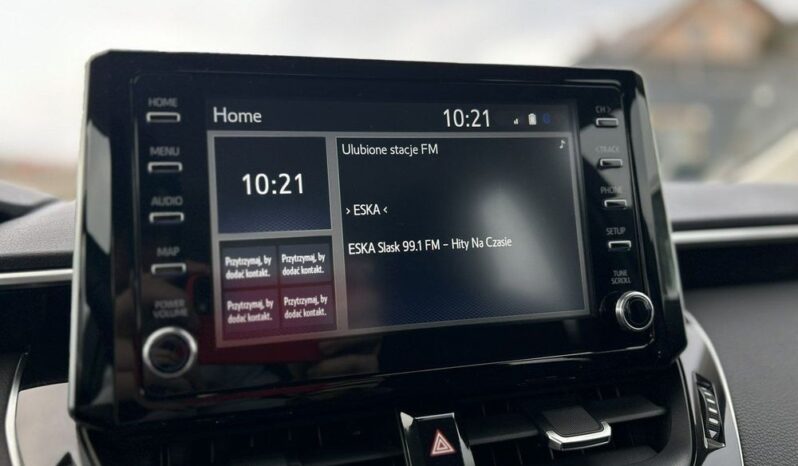 HOME
MENU
AUDIO
MAP
POWER
VOLUME
Home
10:21
10:21
Przytrzymaj, by
dodać kontakt.
Przytrzymaj, by
dodać kontakt.
Przytrzymaj, by
dodać kontakt.
Przytrzymaj, by
dodać kontakt.
Ulubione stacje FM
› ESKA ‹
ESKA Slask 99.1 FM - Hity Na Czasie
CH >
< TRACK
PHONE
SETUP
TUNE
SCROLL